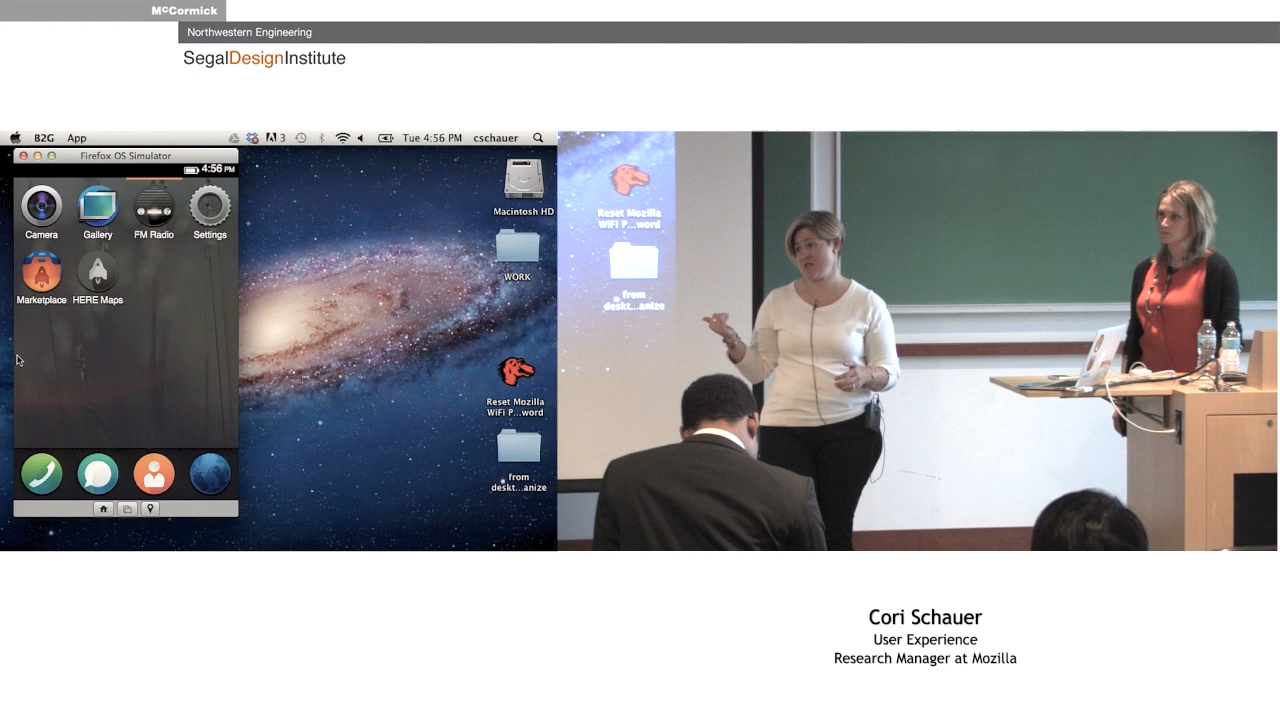 McCormick
Northwestern Engineering
SegalDesignInstitute
B2G App 3 Tue 4:56 PM cschauer
Firefox OS Simulator
4:56 PM
Camera Gallery FM Radio Settings
Marketplace HERE Maps
Macintosh HD
WORK
Reset Mozilla
WiFi P...word
from
deskt...anize
Reset Mozilla
WiFi P...word
from
deskt...anize
Cori Schauer
User Experience
Research Manager at Mozilla